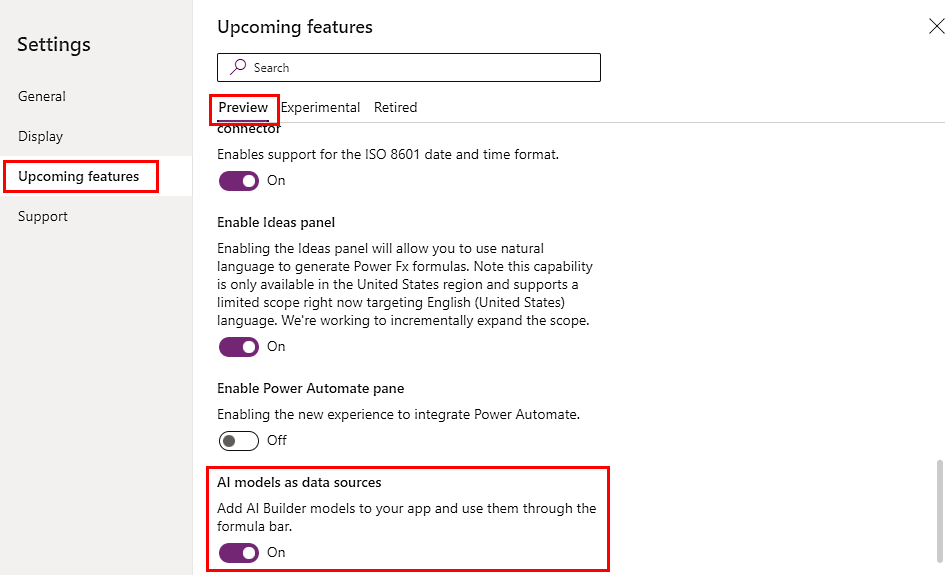 Settings
General
Display
Upcoming features
Support
Upcoming features
Search
Preview Experimental Retired
connector
Enables support for the ISO 8601 date and time format.
On
Enable Ideas panel
Enabling the Ideas panel will allow you to use natural
language to generate Power Fx formulas. Note this capability
is only available in the United States region and supports a
limited scope right now targeting English (United States)
language. We're working to incrementally expand the scope.
On
Enable Power Automate pane
Enabling the new experience to integrate Power Automate.
Off
AI models as data sources
Add AI Builder models to your app and use them through the
formula bar.
On